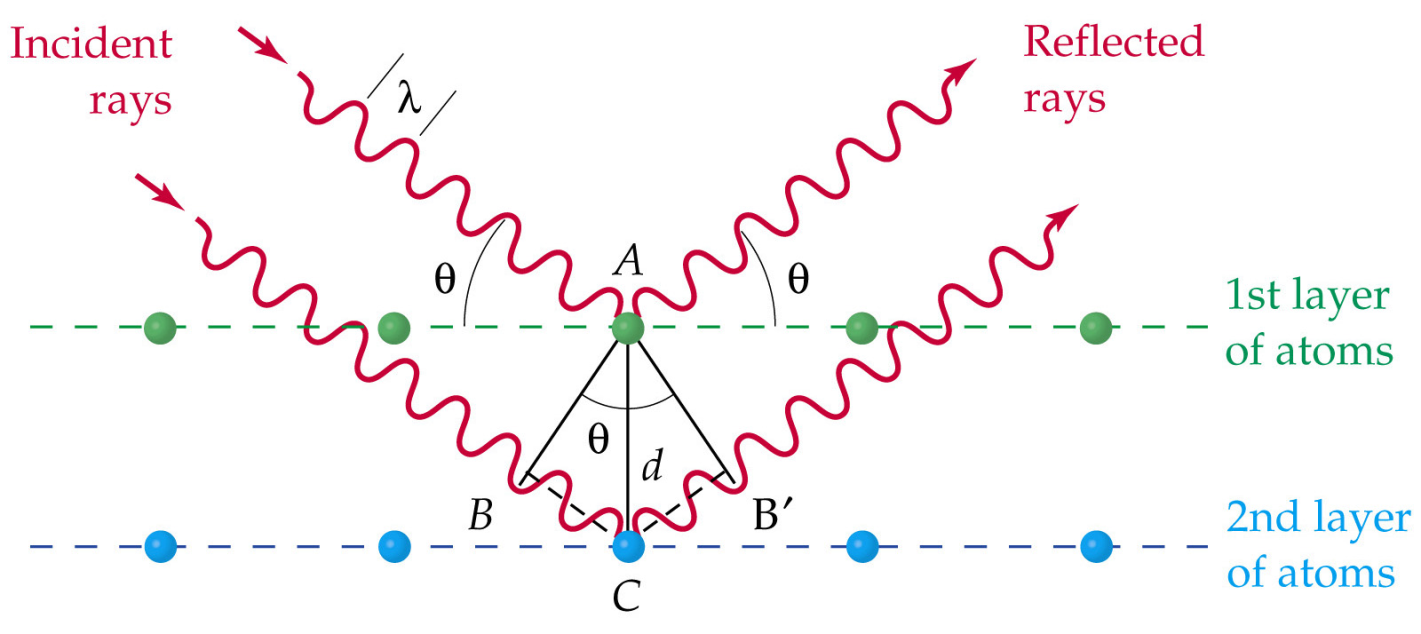 Incident
rays
λ
Reflected
rays
θ
A
θ
1st layer
of atoms
θ
d
B
B′
2nd layer
of atoms
C